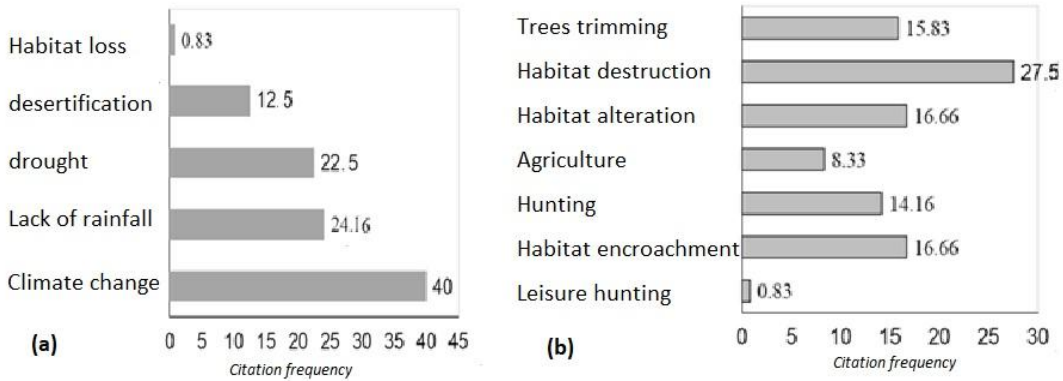 Habitat loss 0.83
desertification 12.5
drought 22.5
Lack of rainfall 24.16
Climate change 40
0 5 10 15 20 25 30 35 40 45
(a)
Citation frequency
Trees trimming 15.83
Habitat destruction 27.5
Habitat alteration 16.66
Agriculture 8.33
Hunting 14.16
Habitat encroachment 16.66
Leisure hunting 0.83
0 5 10 15 20 25 30
(b)
Citation frequency